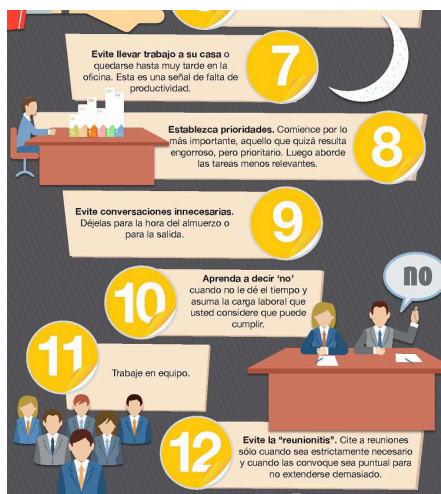 Evite llevar trabajo a su casa o
quedarse hasta muy tarde en la
oficina. Esta es una señal de falta de
productividad.
7
Establezca prioridades. Comience por lo
más importante, aquello que quizá resulta
engorroso, pero prioritario. Luego aborde
las tareas menos relevantes.
8
Evite conversaciones innecesarias.
Déjelas para la hora del almuerzo o
para la salida.
9
10
Aprenda a decir 'no'
cuando no le dé el tiempo y
asuma la carga laboral que
usted considere que puede
cumplir.
no
11
Trabaje en equipo.
12
Evite la “reunionitis”. Cite a reuniones
sólo cuando sea estrictamente necesario
y cuando las convoque sea puntual para
no extenderse demasiado.